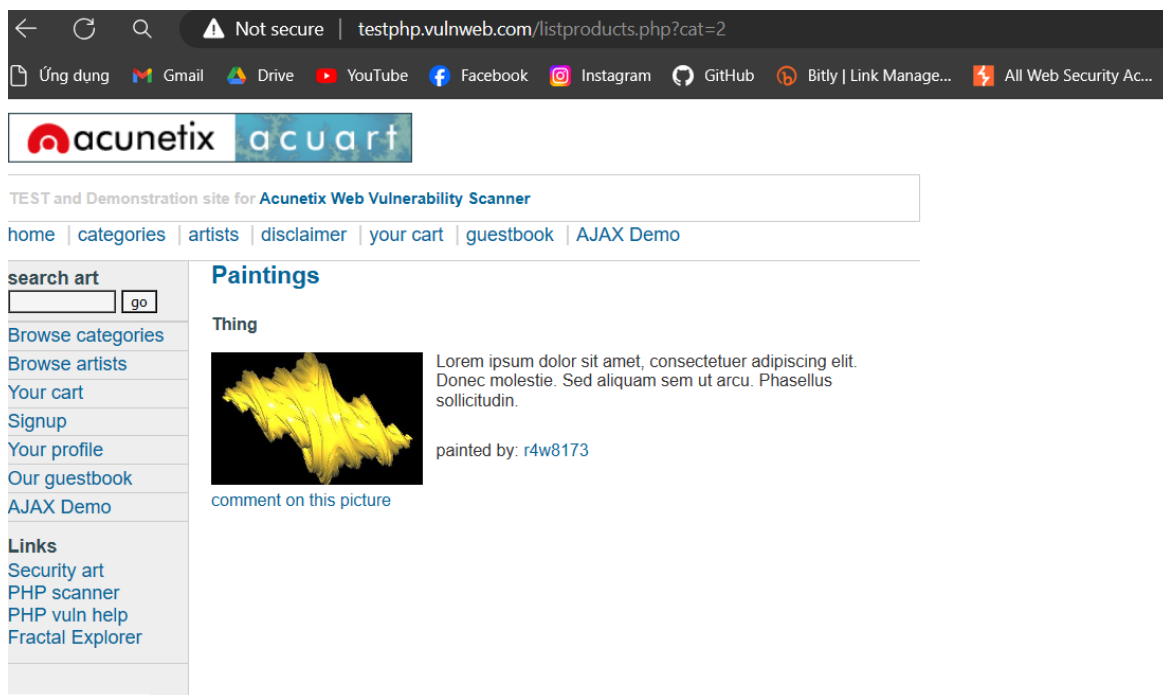 Not secure | testphp.vulnweb.com/listproducts.php?cat=2
Ứng dụng Gmail Drive YouTube Facebook Instagram GitHub Bitly | Link Manage... All Web Security Ac...
acunetix acuart
TEST and Demonstration site for Acunetix Web Vulnerability Scanner
home | categories | artists | disclaimer | your cart | guestbook | AJAX Demo
search art
go
Browse categories
Browse artists
Your cart
Signup
Your profile
Our guestbook
AJAX Demo
Links
Security art
PHP scanner
PHP vuln help
Fractal Explorer
Paintings
Thing
Lorem ipsum dolor sit amet, consectetuer adipiscing elit.
Donec molestie. Sed aliquam sem ut arcu. Phasellus
sollicitudin.
painted by: r4w8173
comment on this picture